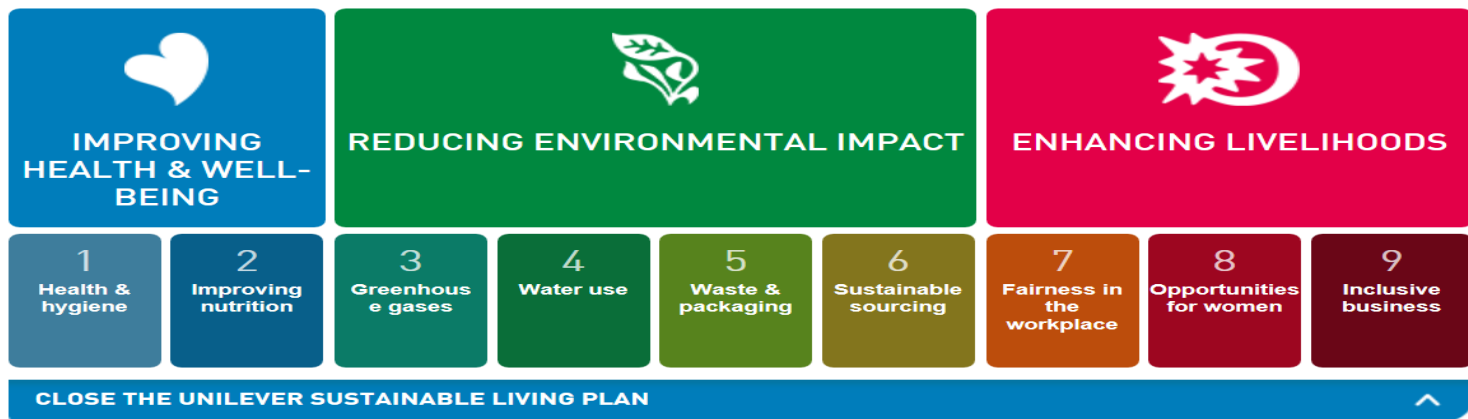 IMPROVING
HEALTH & WELL-
BEING
REDUCING ENVIRONMENTAL IMPACT
ENHANCING LIVELIHOODS
1
Health &
hygiene
2
Improving
nutrition
3
Greenhous
e gases
4
Water use
5
Waste &
packaging
6
Sustainable
sourcing
7
Fairness in
the
workplace
8
Opportunities
for women
9
Inclusive
business
CLOSE THE UNILEVER SUSTAINABLE LIVING PLAN